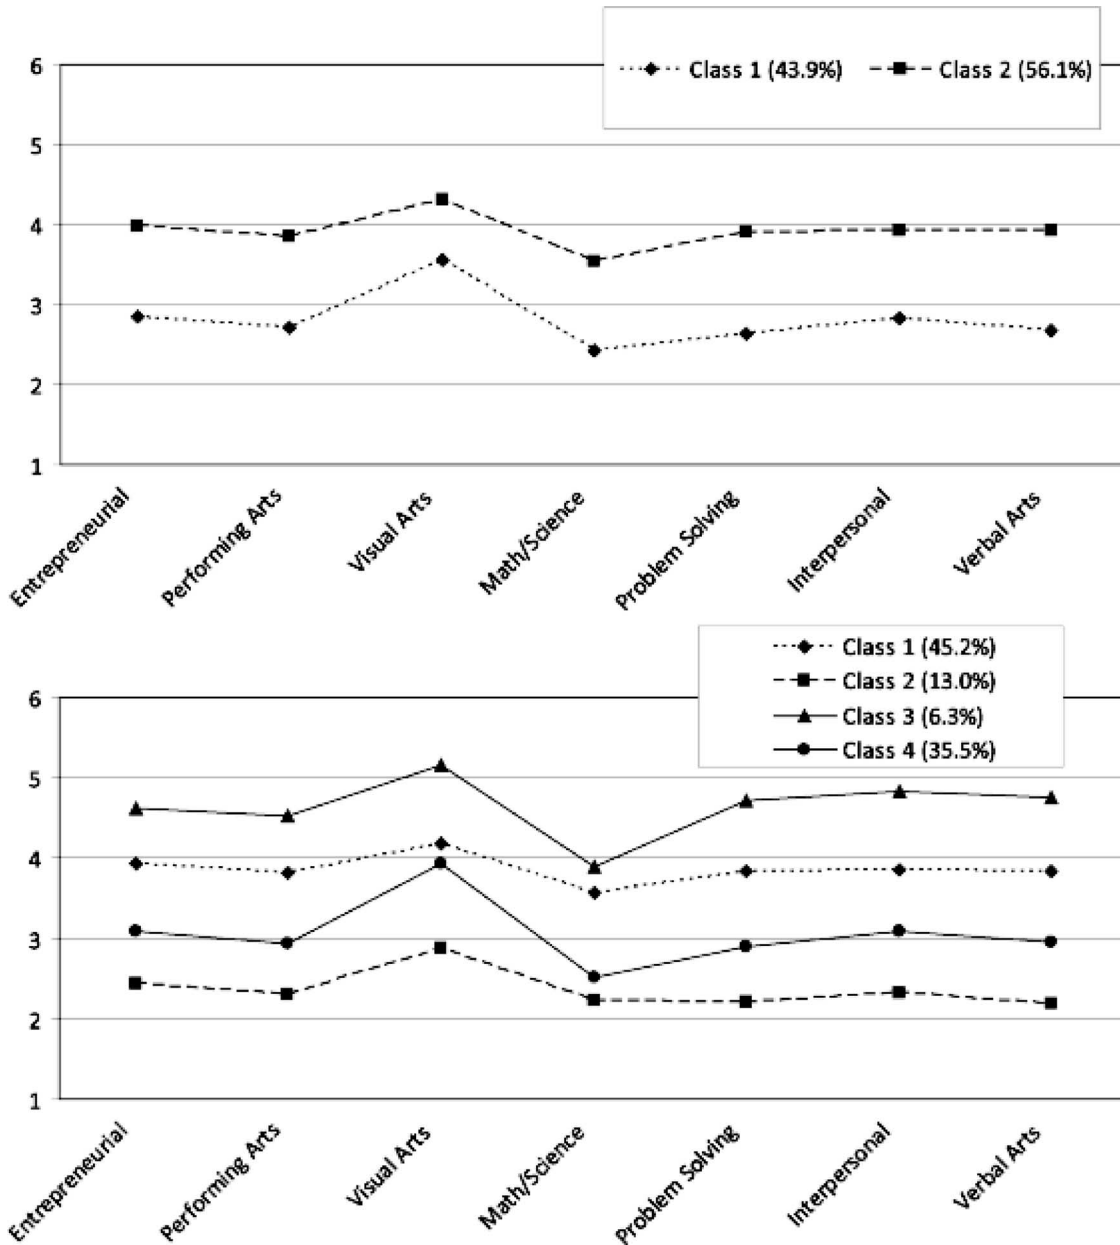 Class 1 (43.9%) Class 2 (56.1%)
6
5
4
3
2
1
Entrepreneurial
Performing Arts
Visual Arts
Math/Science
Problem Solving
Interpersonal
Verbal Arts
Class 1 (45.2%)
Class 2 (13.0%)
Class 3 (6.3%)
Class 4 (35.5%)
6
5
4
3
2
1
Entrepreneurial
Performing Arts
Visual Arts
Math/Science
Problem Solving
Interpersonal
Verbal Arts